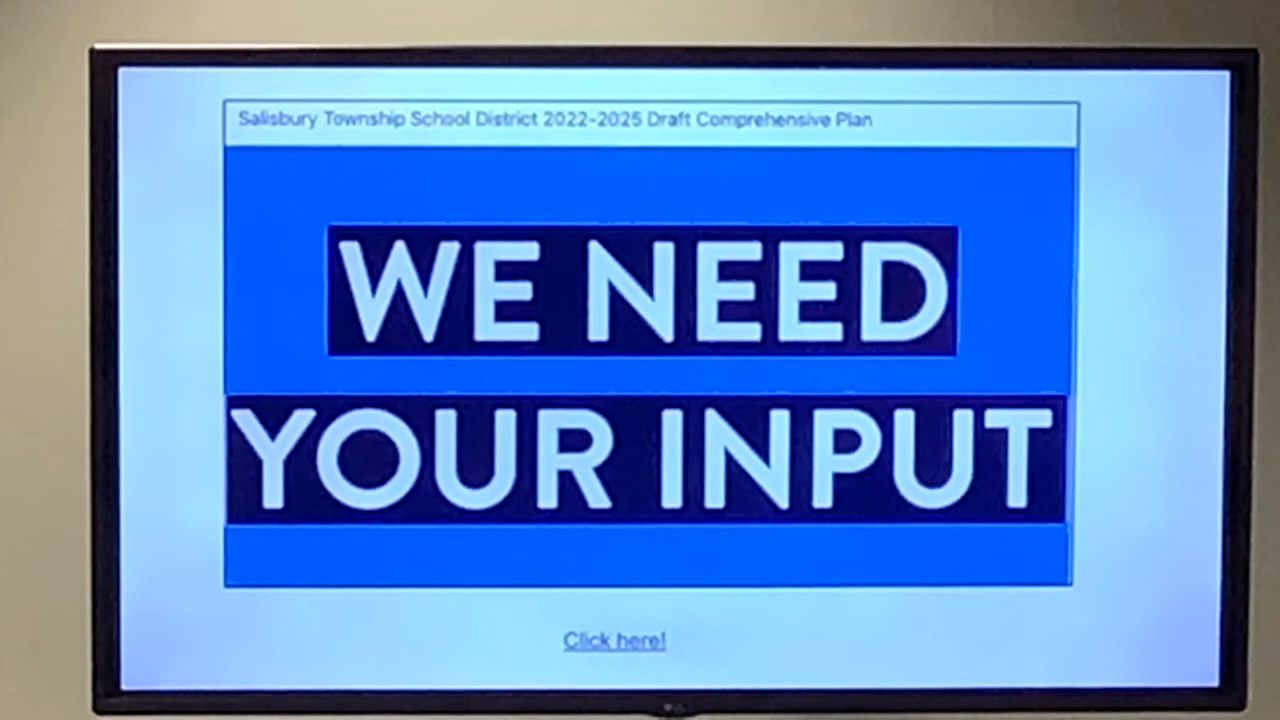 Salisbury Township School District 2022-2025 Draft Comprehensive Plan
WE NEED
YOUR INPUT
Click here!